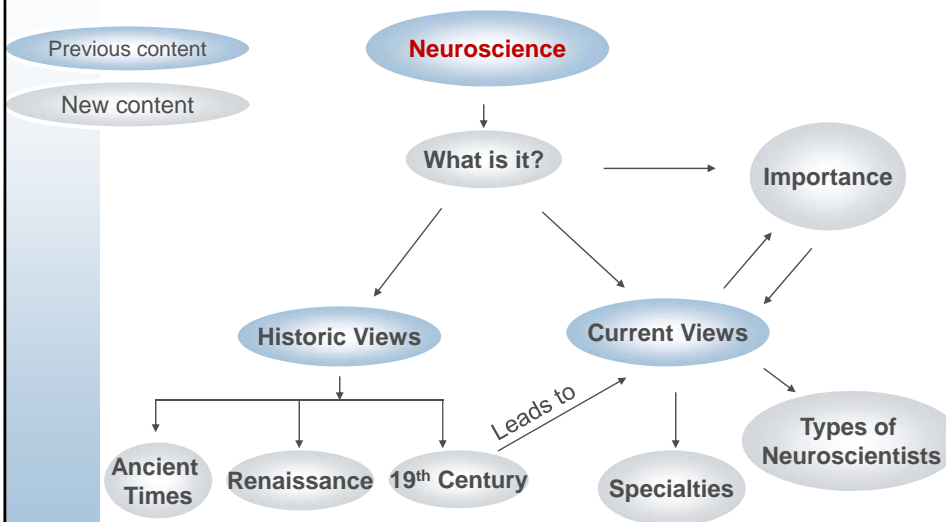 Previous content
New content
Neuroscience
What is it?
Importance
Historic Views
Current Views
Leads to
Ancient
Times
Renaissance
19th Century
Specialties
Types of
Neuroscientists